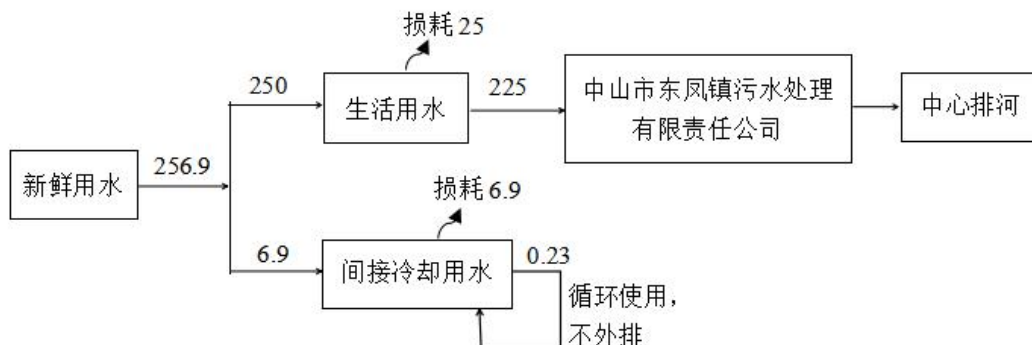 损耗 25
250
生活用水
225
中山市东凤镇污水处理
有限责任公司
中心排河
新鲜用水
256.9
损耗 6.9
6.9
间接冷却用水
0.23
循环使用，
不外排